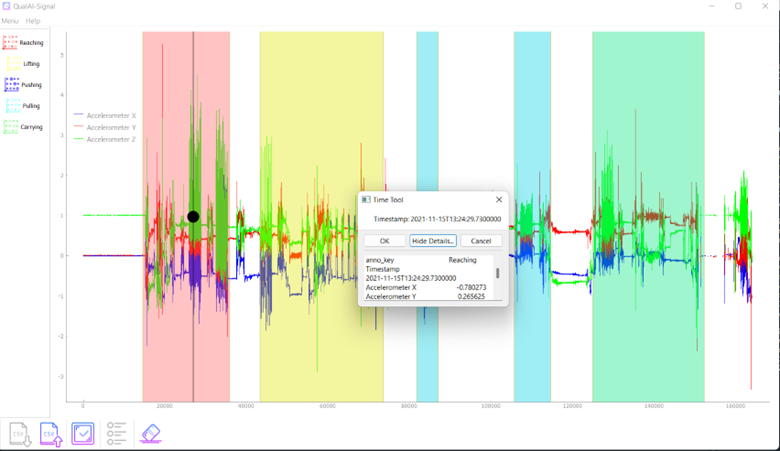 QualAI-Signal
Menu Help
Reaching
Lifting
Pushing
Pulling
Carrying
5
4
3
2
1
0
-1
-2
-3
Accelerometer X
Accelerometer Y
Accelerometer Z
0 20000 40000 60000 80000 100000 120000 140000 160000
Time Tool
Timestamp: 2021-11-15T13:24:29.7300000
OK Hide Details... Cancel
anno_key Reaching
Timestamp
2021-11-15T13:24:29.7300000
Accelerometer X -0.780273
Accelerometer Y 0.265625
CSV CSV